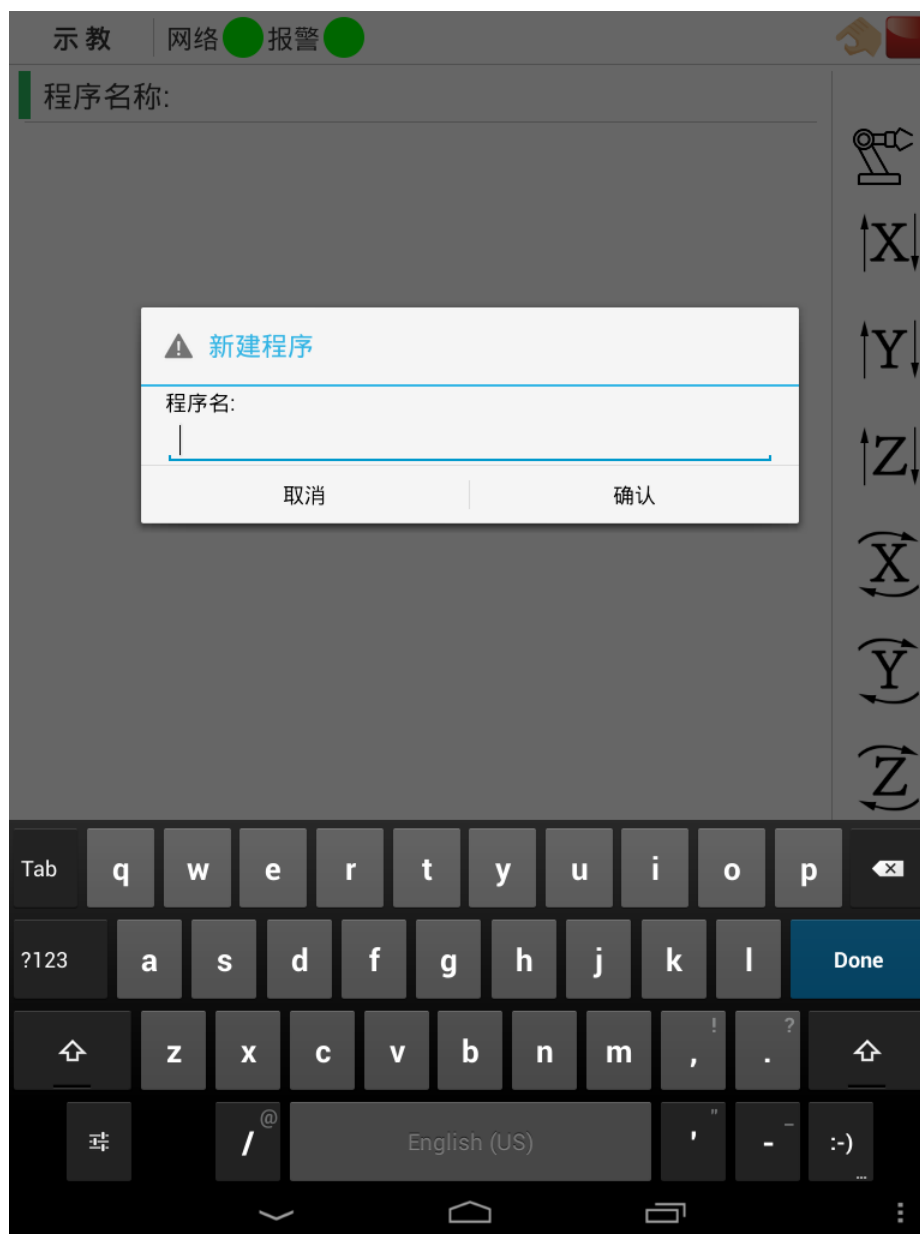 示教 网络 报警
程序名称:
X
Y
Z
X
Y
Z
新建程序
程序名:
取消 确认
Tab q w e r t y u i o p
?123 a s d f g h j k l Done
z x c v b n m , ! . ?
/ @ English (US) ' " - _ :-) ...